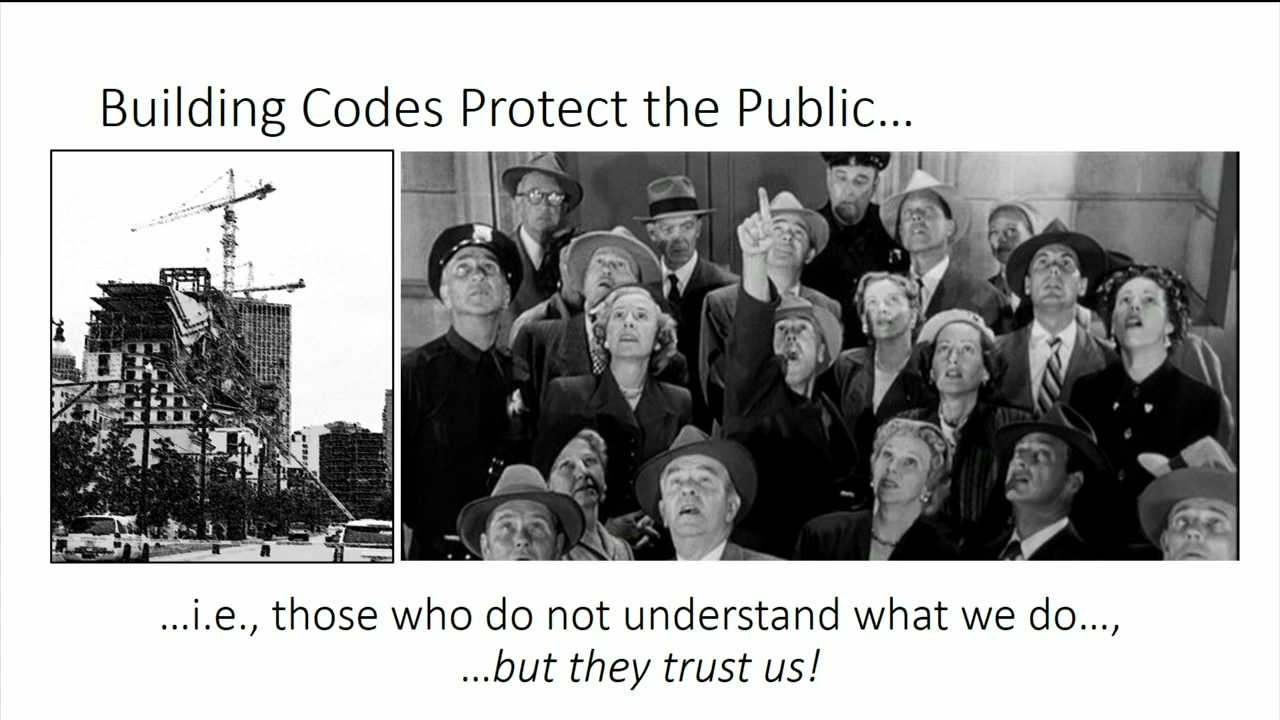 Building Codes Protect the Public...
...i.e., those who do not understand what we do...,
...but they trust us!